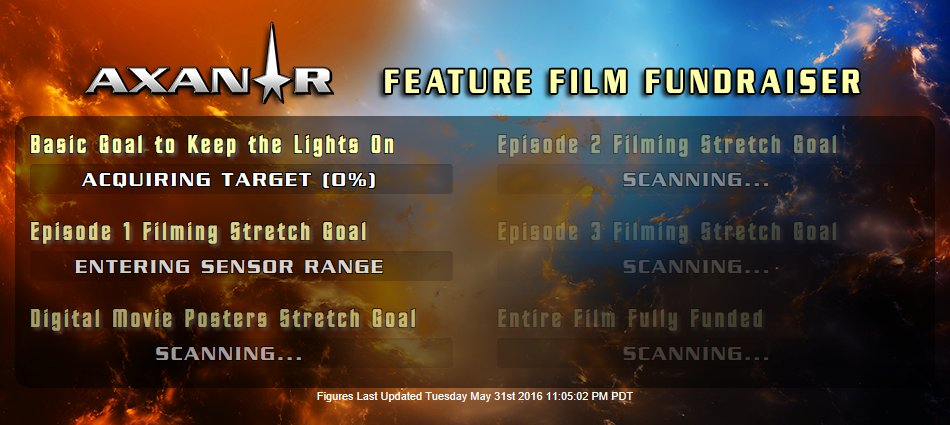 AXANAR FEATURE FILM FUNDRAISER
Basic Goal to Keep the Lights On
ACQUIRING TARGET (0%)
Episode 1 Filming Stretch Goal
ENTERING SENSOR RANGE
Digital Movie Posters Stretch Goal
SCANNING...
Episode 2 Filming Stretch Goal
SCANNING...
Episode 3 Filming Stretch Goal
SCANNING...
Entire Film Fully Funded
SCANNING...
Figures Last Updated Tuesday May 31st 2016 11:05:02 PM PDT